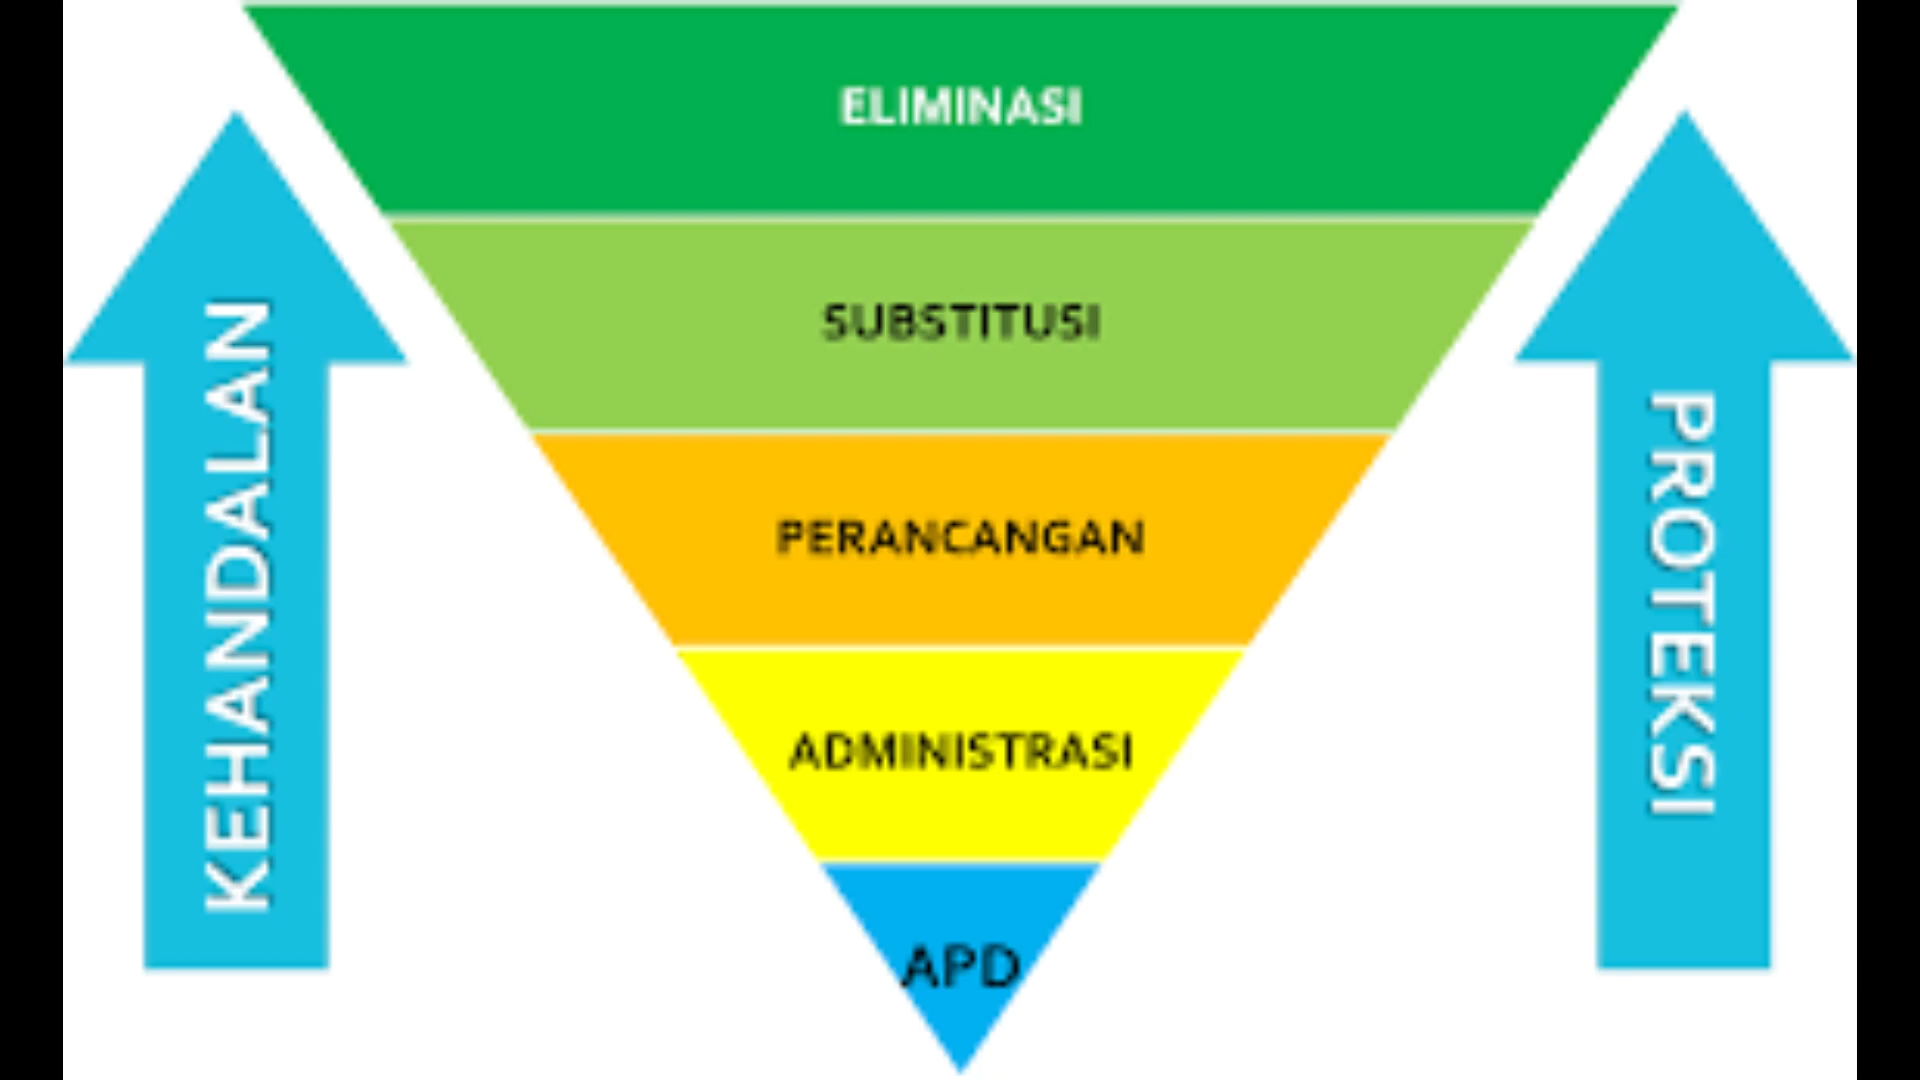 ELIMINASI
SUBSTITUSI
PERANCANGAN
ADMINISTRASI
APD
KEHANDALAN
PROTEKSI